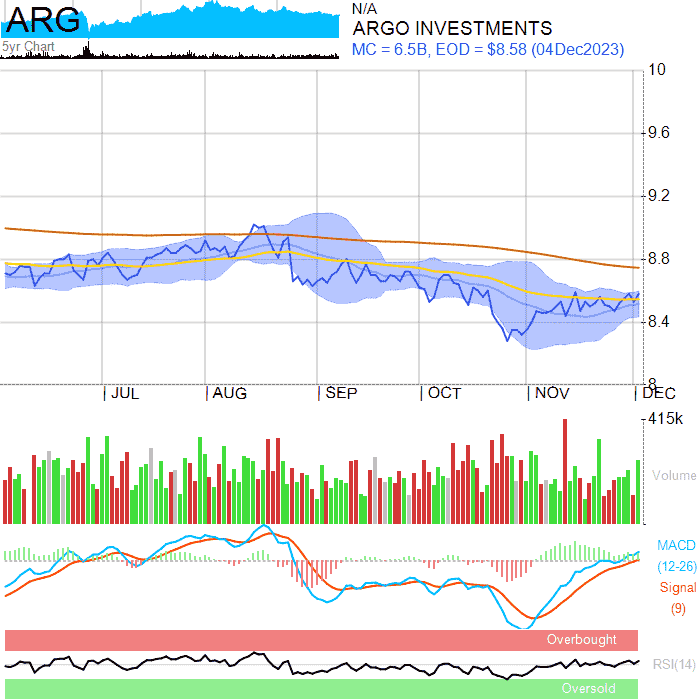 ARG
5yr Chart
N/A
ARGO INVESTMENTS
MC = 6.5B, EOD = $8.58 (04Dec2023)
10
9.6
9.2
8.8
8.4
8
JUL
AUG
SEP
OCT
NOV
DEC
415k
Volume
MACD
(12-26)
Signal
(9)
Overbought
RSI(14)
Oversold